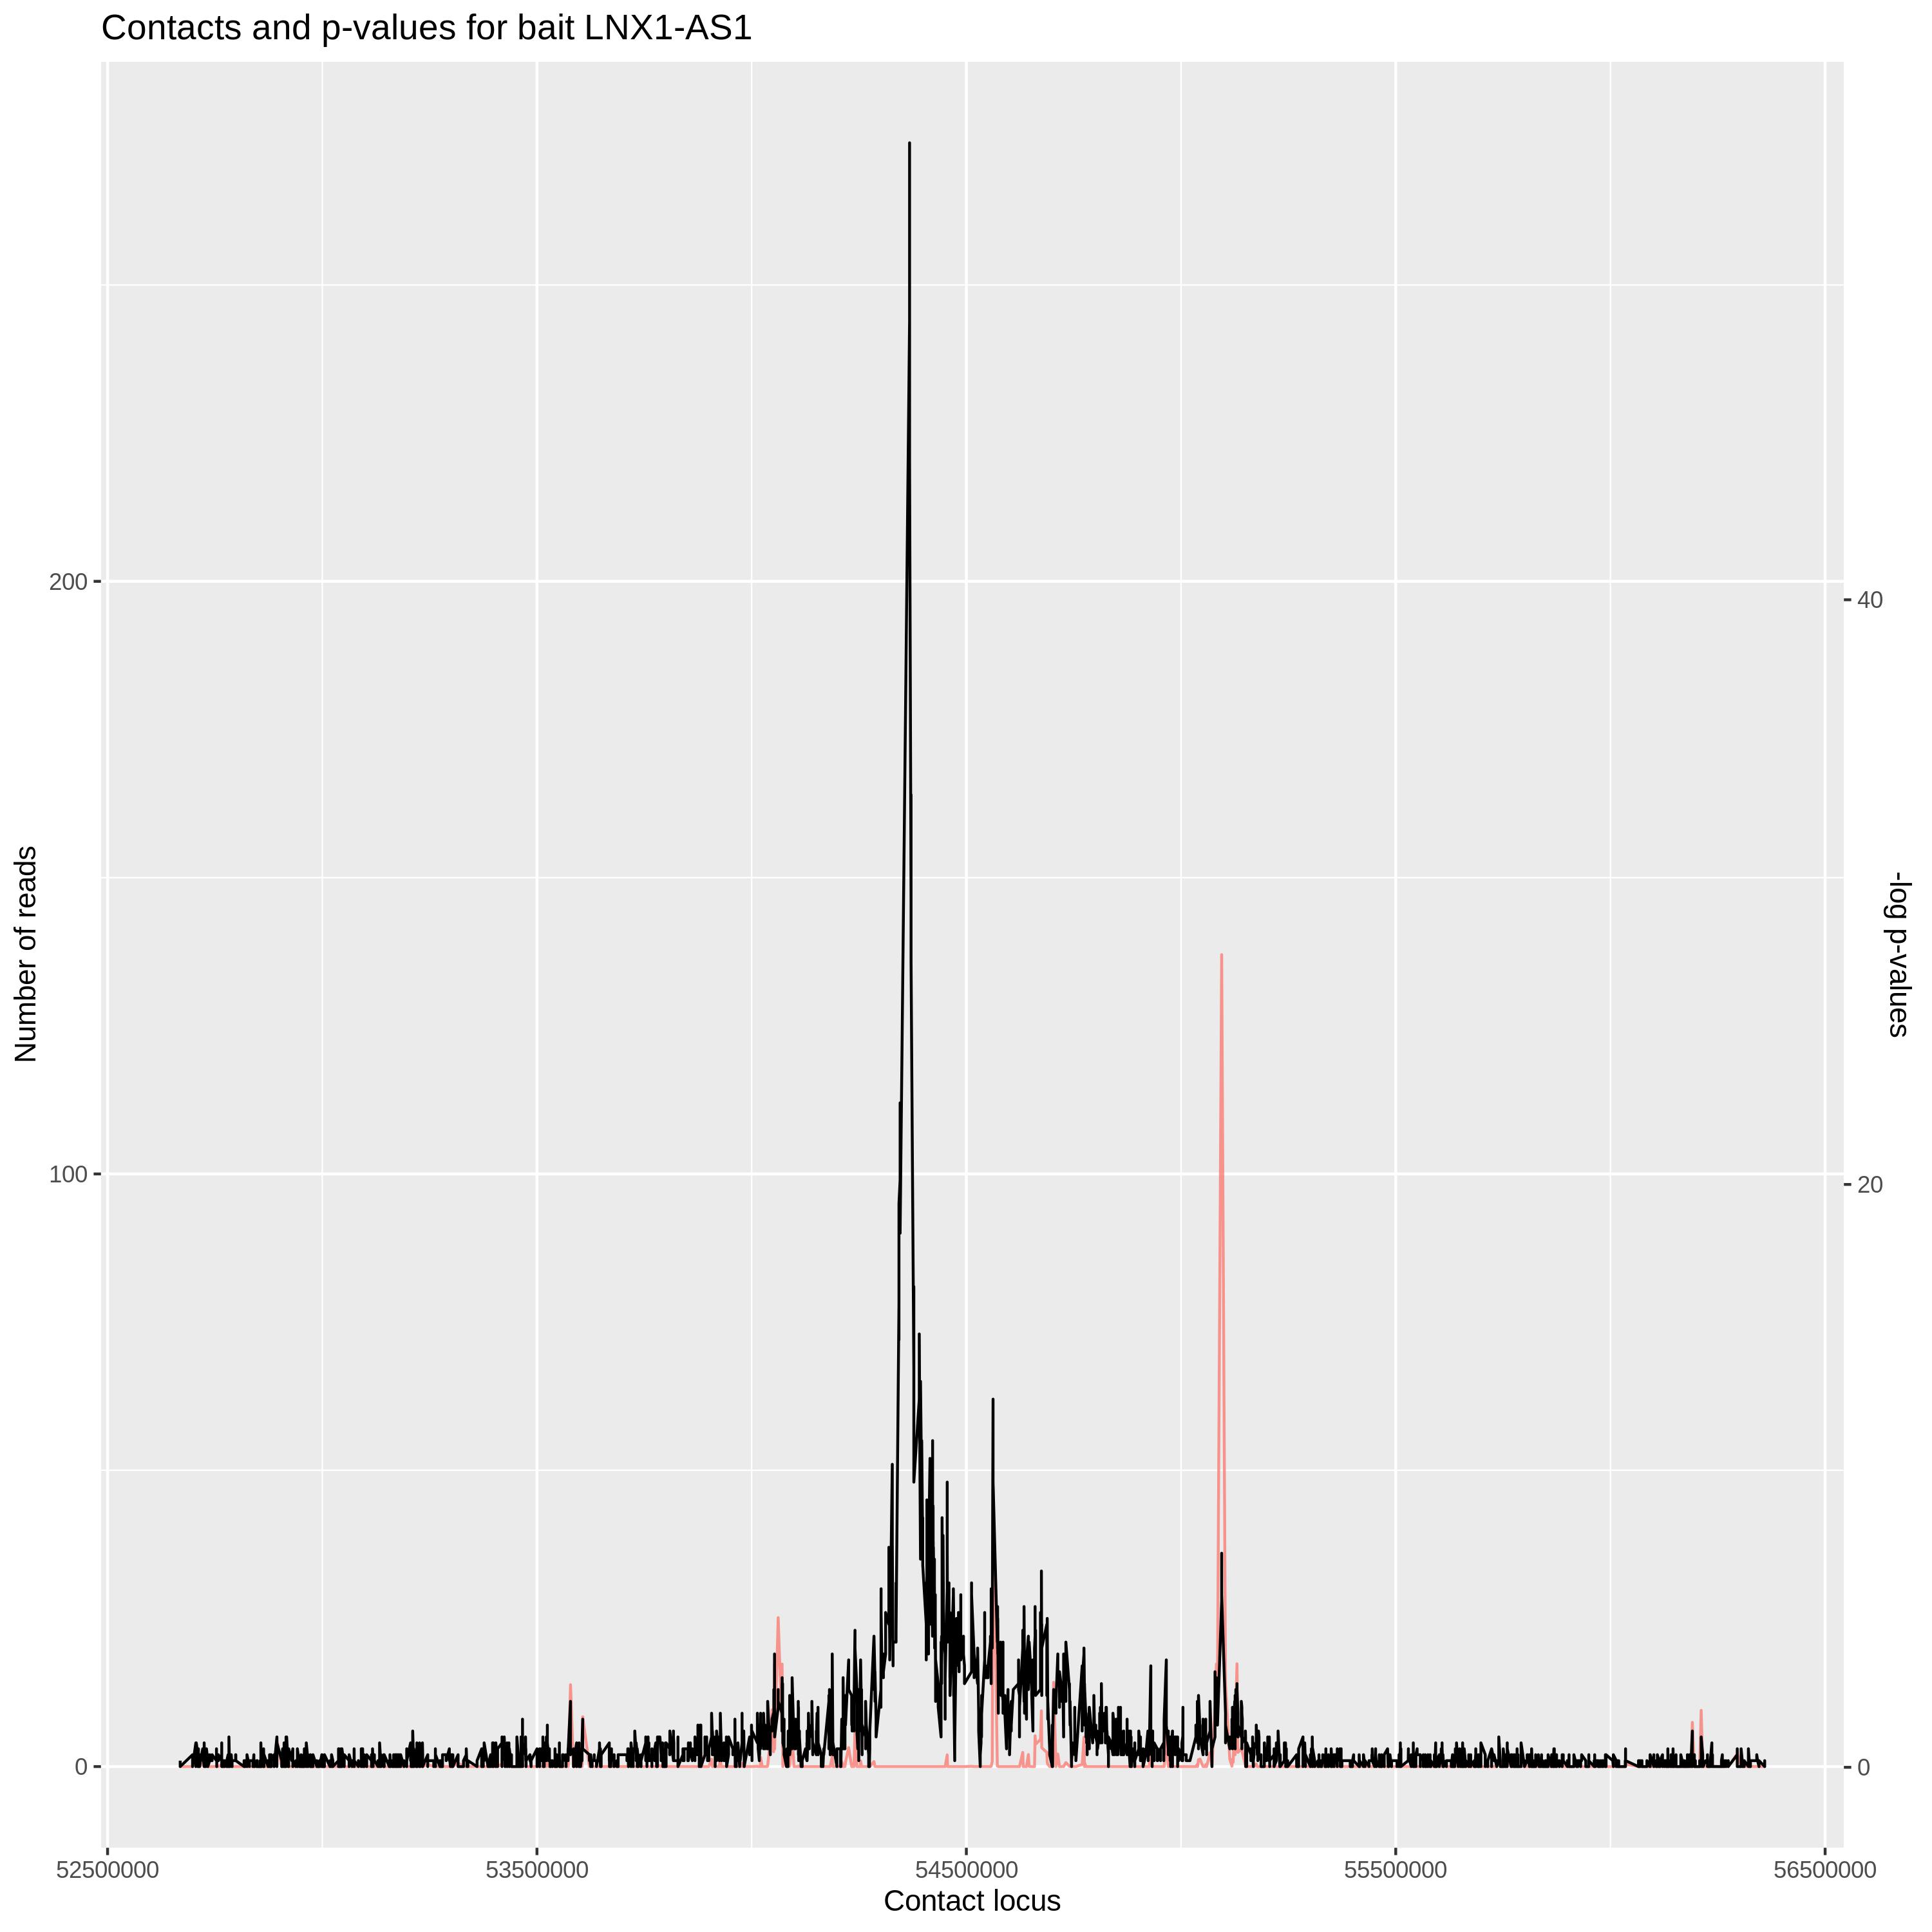 Contacts and p-values for bait LNX1-AS1
Number of reads
200
100
0
40
20
0
-log p-values
52500000
53500000
54500000
55500000
56500000
Contact locus